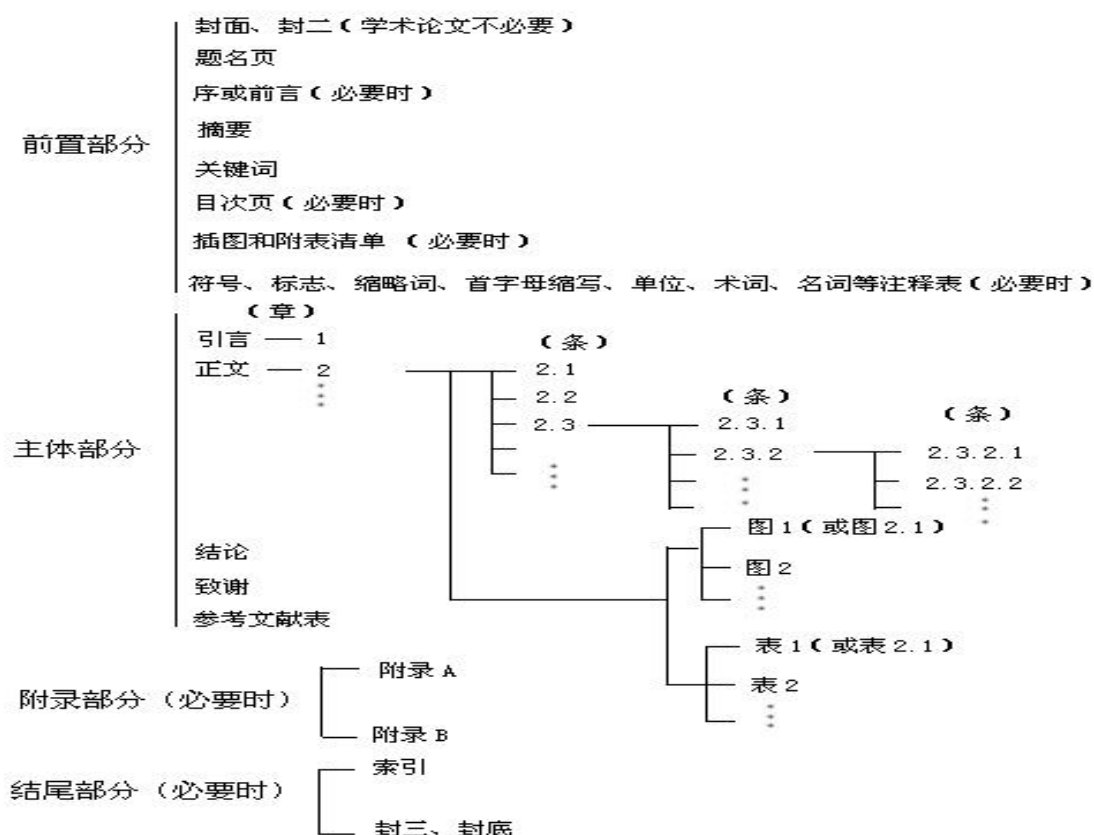 封面、封二（学术论文不必要）
题名页
序或前言（必要时）
摘要
前置部分
关键词
目次页（必要时）
插图和附表清单 （必要时）
符号、标志、缩略词、首字母缩写、单位、术词、名词等注释表（必要时）
（章）
引言 — 1
（条）
正文 — 2
2.1
2.2
（条）
（条）
2.3
2.3.1
主体部分
2.3.2
2.3.2.1
2.3.2.2
图1（或图2.1）
结论
图2
致谢
参考文献表
表1（或表2.1）
附录A
表2
附录部分（必要时）
附录B
索引
结尾部分（必要时）
封三、封底